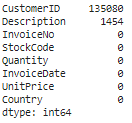 CustomerID     135080
Description      1454
InvoiceNo           0
StockCode           0
Quantity            0
InvoiceDate         0
UnitPrice           0
Country             0
dtype: int64